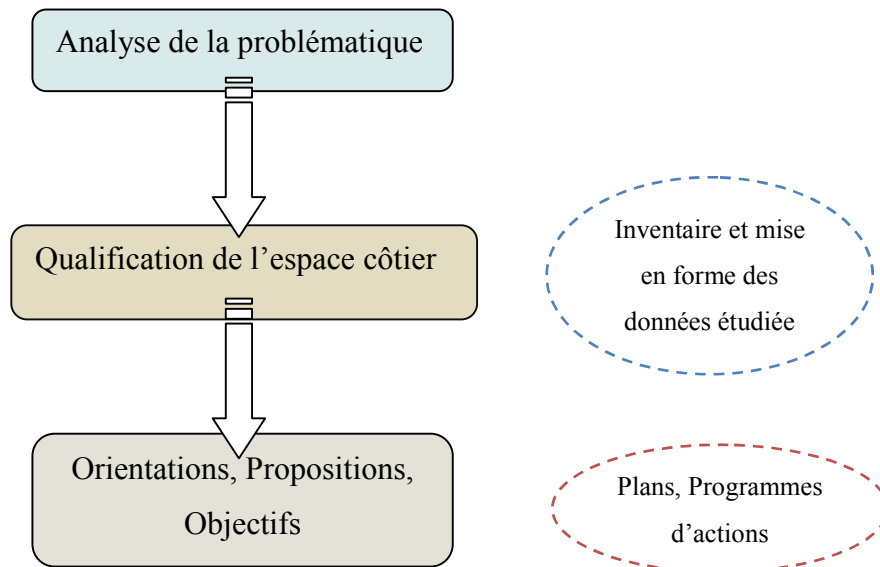 Analyse de la problématique
Qualification de l’espace côtier
Inventaire et mise
en forme des
données étudiée
Orientations, Propositions,
Objectifs
Plans, Programmes
d’actions